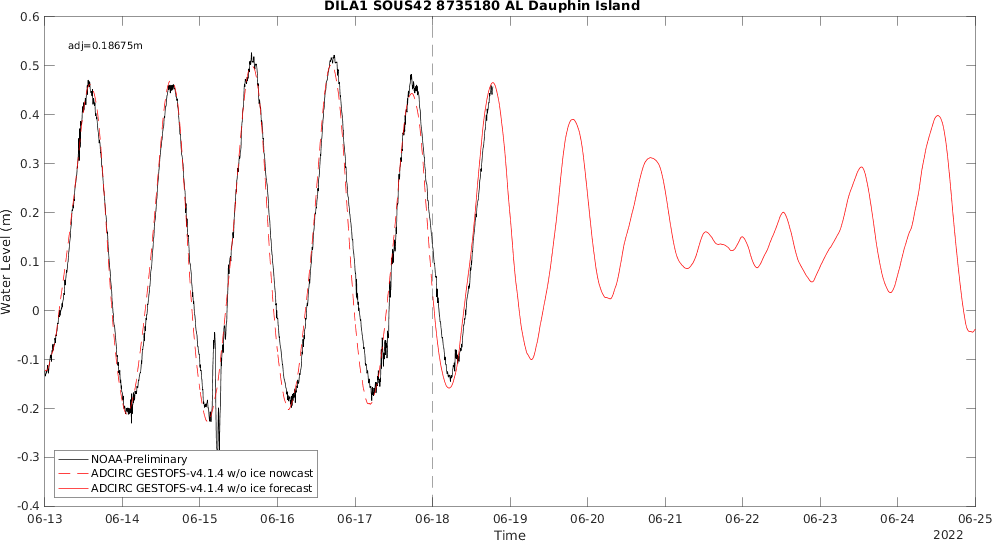 DILA1 SOUS42 8735180 AL Dauphin Island
adj=0.18675m
Water Level (m)
0.6
0.5
0.4
0.3
0.2
0.1
0
-0.1
-0.2
-0.3
-0.4
NOAA-Preliminary
ADCIRC GESTOFS-v4.1.4 w/o ice nowcast
ADCIRC GESTOFS-v4.1.4 w/o ice forecast
06-13 06-14 06-15 06-16 06-17 06-18 06-19 06-20 06-21 06-22 06-23 06-24 06-25
Time
2022